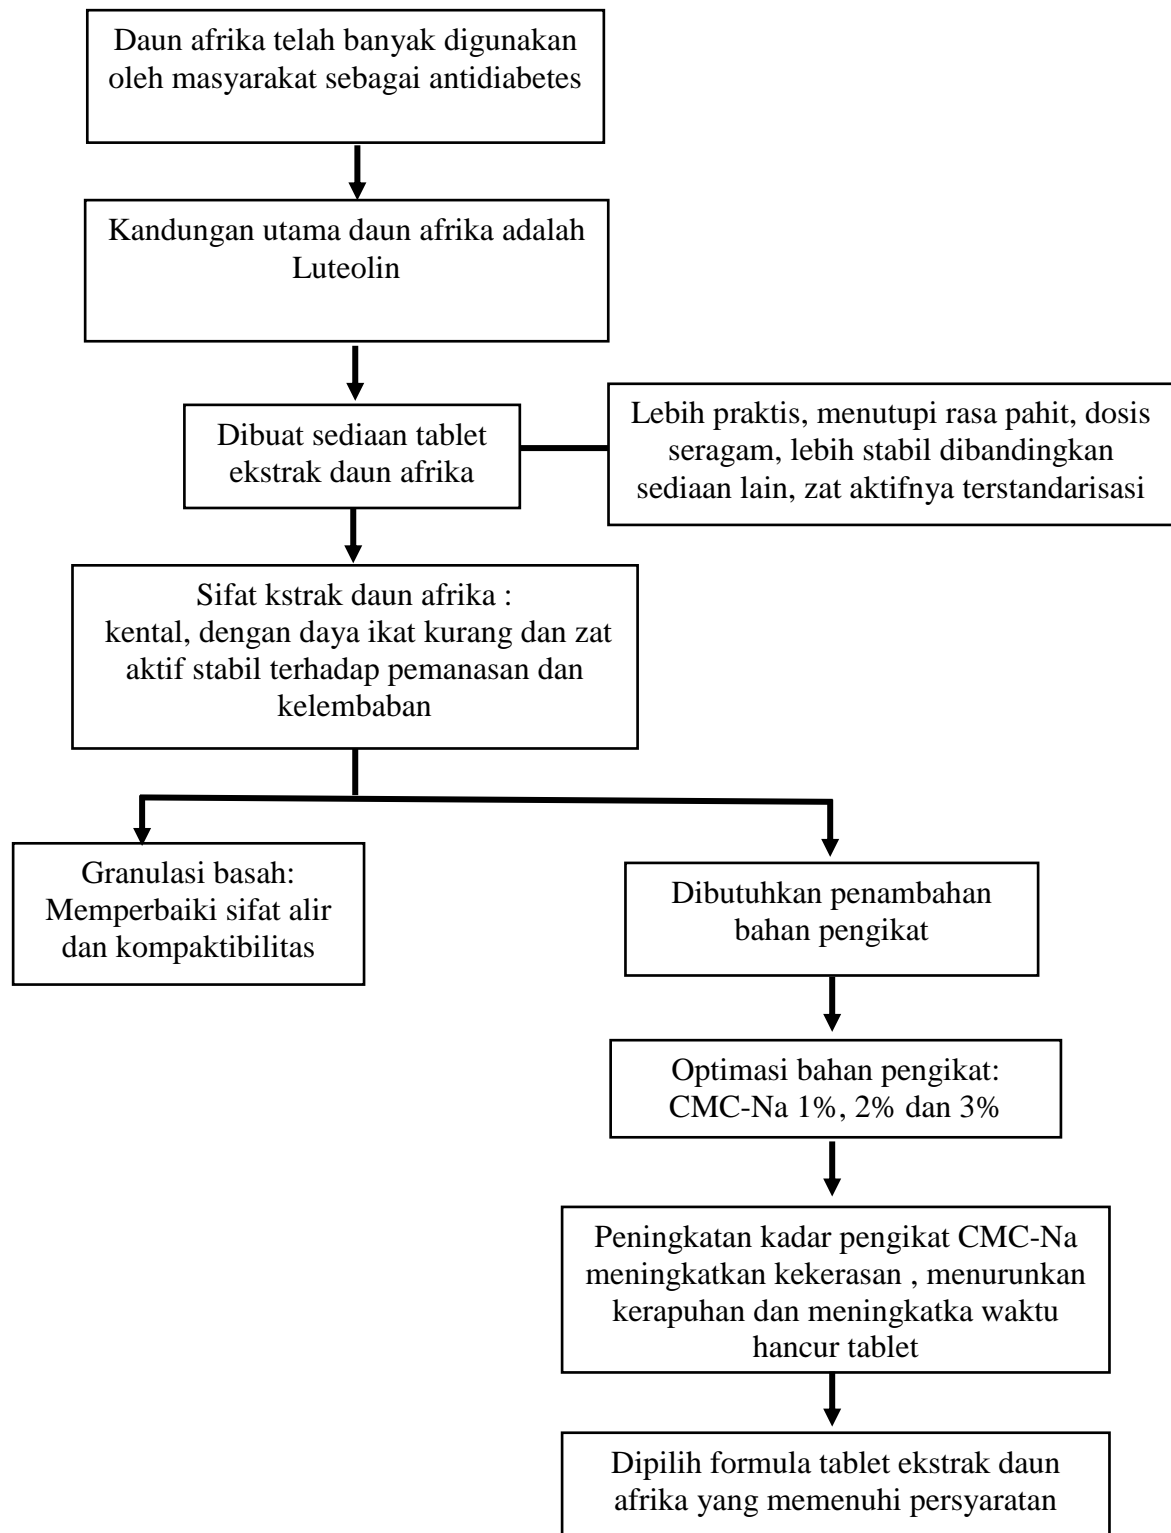 Daun afrika telah banyak digunakan
oleh masyarakat sebagai antidiabetes
Kandungan utama daun afrika adalah
Luteolin
Dibuat sediaan tablet
ekstrak daun afrika
Lebih praktis, menutupi rasa pahit, dosis
seragam, lebih stabil dibandingkan
sediaan lain, zat aktifnya terstandarisasi
Sifat kstrak daun afrika :
kental, dengan daya ikat kurang dan zat
aktif stabil terhadap pemanasan dan
kelembaban
Granulasi basah:
Memperbaiki sifat alir
dan kompaktibilitas
Dibutuhkan penambahan
bahan pengikat
Optimasi bahan pengikat:
CMC-Na 1%, 2% dan 3%
Peningkatan kadar pengikat CMC-Na
meningkatkan kekerasan , menurunkan
kerapuhan dan meningkatka waktu
hancur tablet
Dipilih formula tablet ekstrak daun
afrika yang memenuhi persyaratan